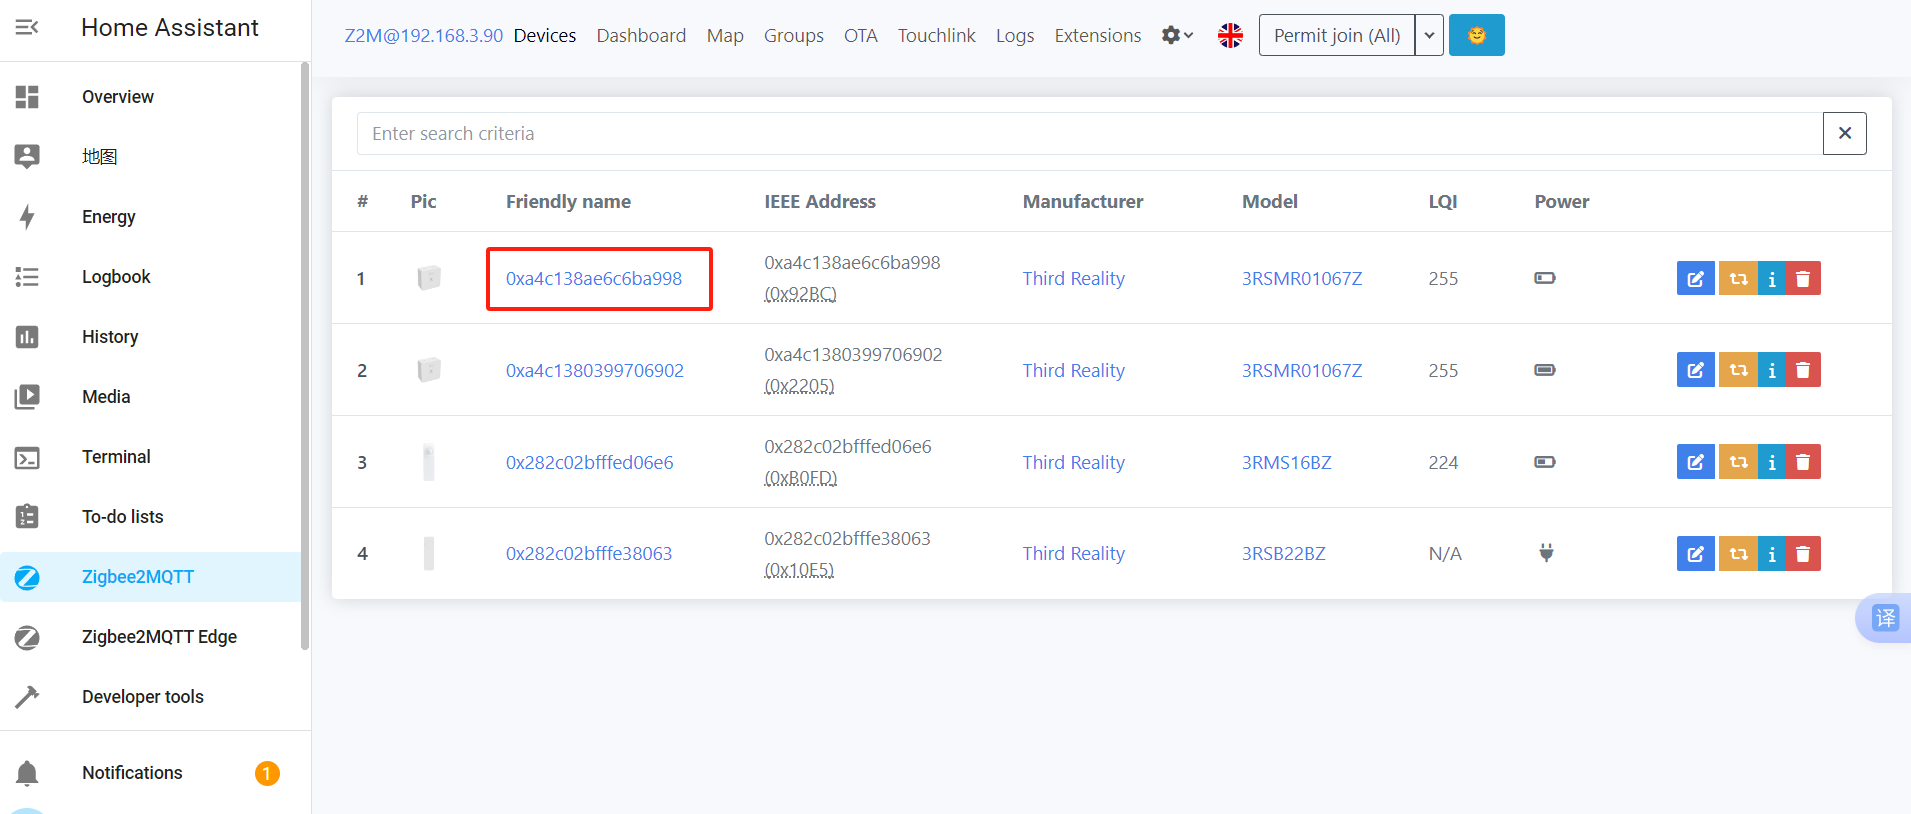 Home Assistant
Overview
地图
Energy
Logbook
History
Media
Terminal
To-do lists
Zigbee2MQTT
Zigbee2MQTT Edge
Developer tools
Notifications 1
Z2M@192.168.3.90 Devices Dashboard Map Groups OTA Touchlink Logs Extensions Permit join (All)
Enter search criteria
# Pic Friendly name IEEE Address Manufacturer Model LQI Power
1 0xa4c138ae6c6ba998 0xa4c138ae6c6ba998 Third Reality 3RSMR01067Z 255
(0x92BC)
2 0xa4c1380399706902 0xa4c1380399706902 Third Reality 3RSMR01067Z 255
(0x2205)
3 0x282c02bfffed06e6 0x282c02bfffed06e6 Third Reality 3RMS16BZ 224
(0xB0FD)
4 0x282c02bfffe38063 0x282c02bfffe38063 Third Reality 3RSB22BZ N/A
(0x10E5)
译